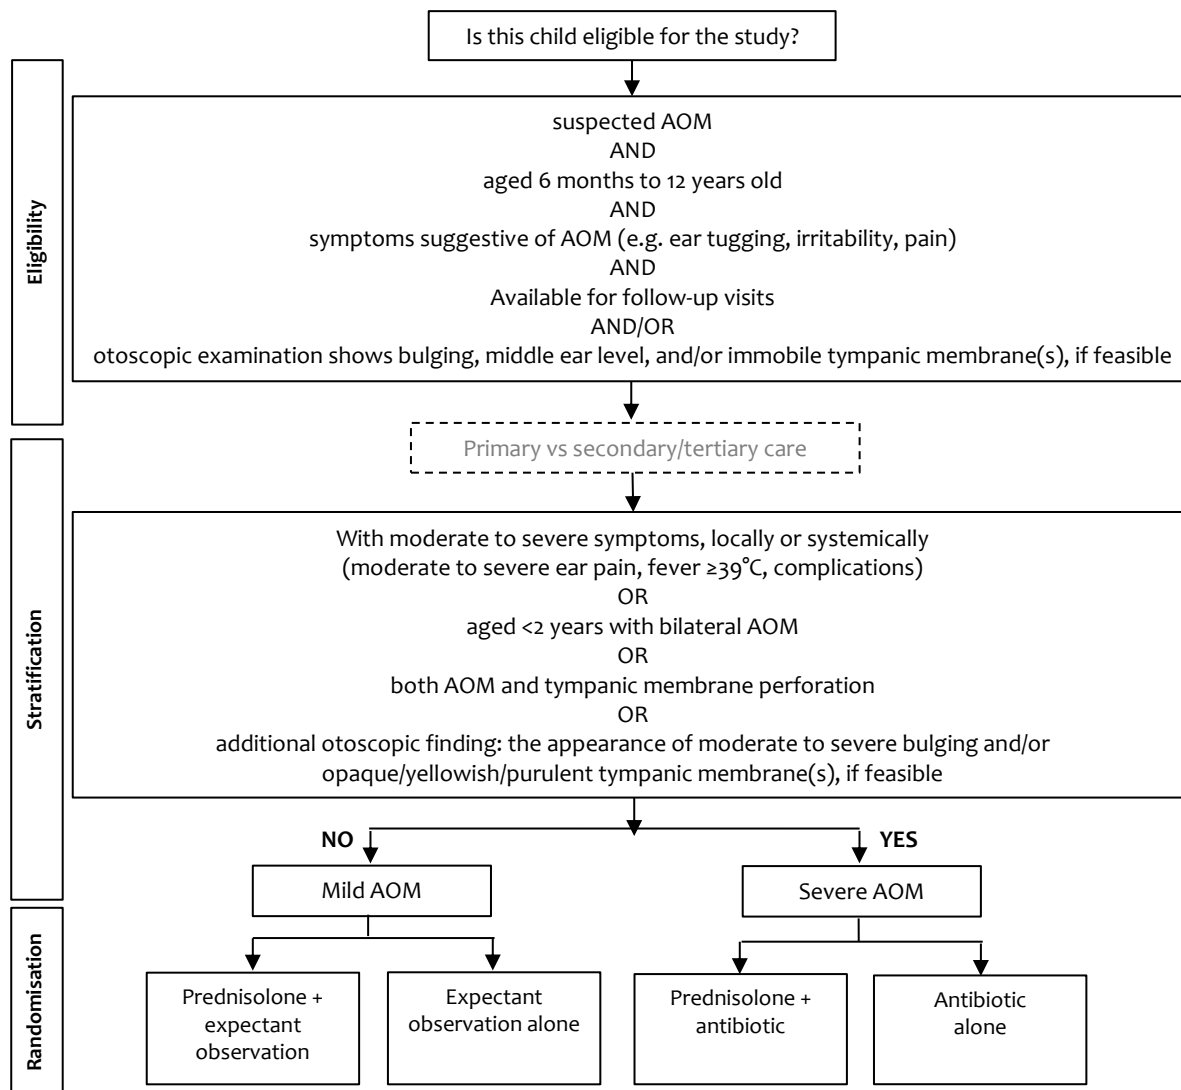 Is this child eligible for the study?
Eligibility
suspected AOM
AND
aged 6 months to 12 years old
AND
symptoms suggestive of AOM (e.g. ear tugging, irritability, pain)
AND
Available for follow-up visits
AND/OR
otoscopic examination shows bulging, middle ear level, and/or immobile tympanic membrane(s), if feasible
Stratification
Primary vs secondary/tertiary care
With moderate to severe symptoms, locally or systemically
(moderate to severe ear pain, fever ≥39°C, complications)
OR
aged <2 years with bilateral AOM
OR
both AOM and tympanic membrane perforation
OR
additional otoscopic finding: the appearance of moderate to severe bulging and/or
opaque/yellowish/purulent tympanic membrane(s), if feasible
NO
YES
Mild AOM
Severe AOM
Randomisation
Prednisolone +
expectant
observation
Expectant
observation alone
Prednisolone +
antibiotic
Antibiotic
alone